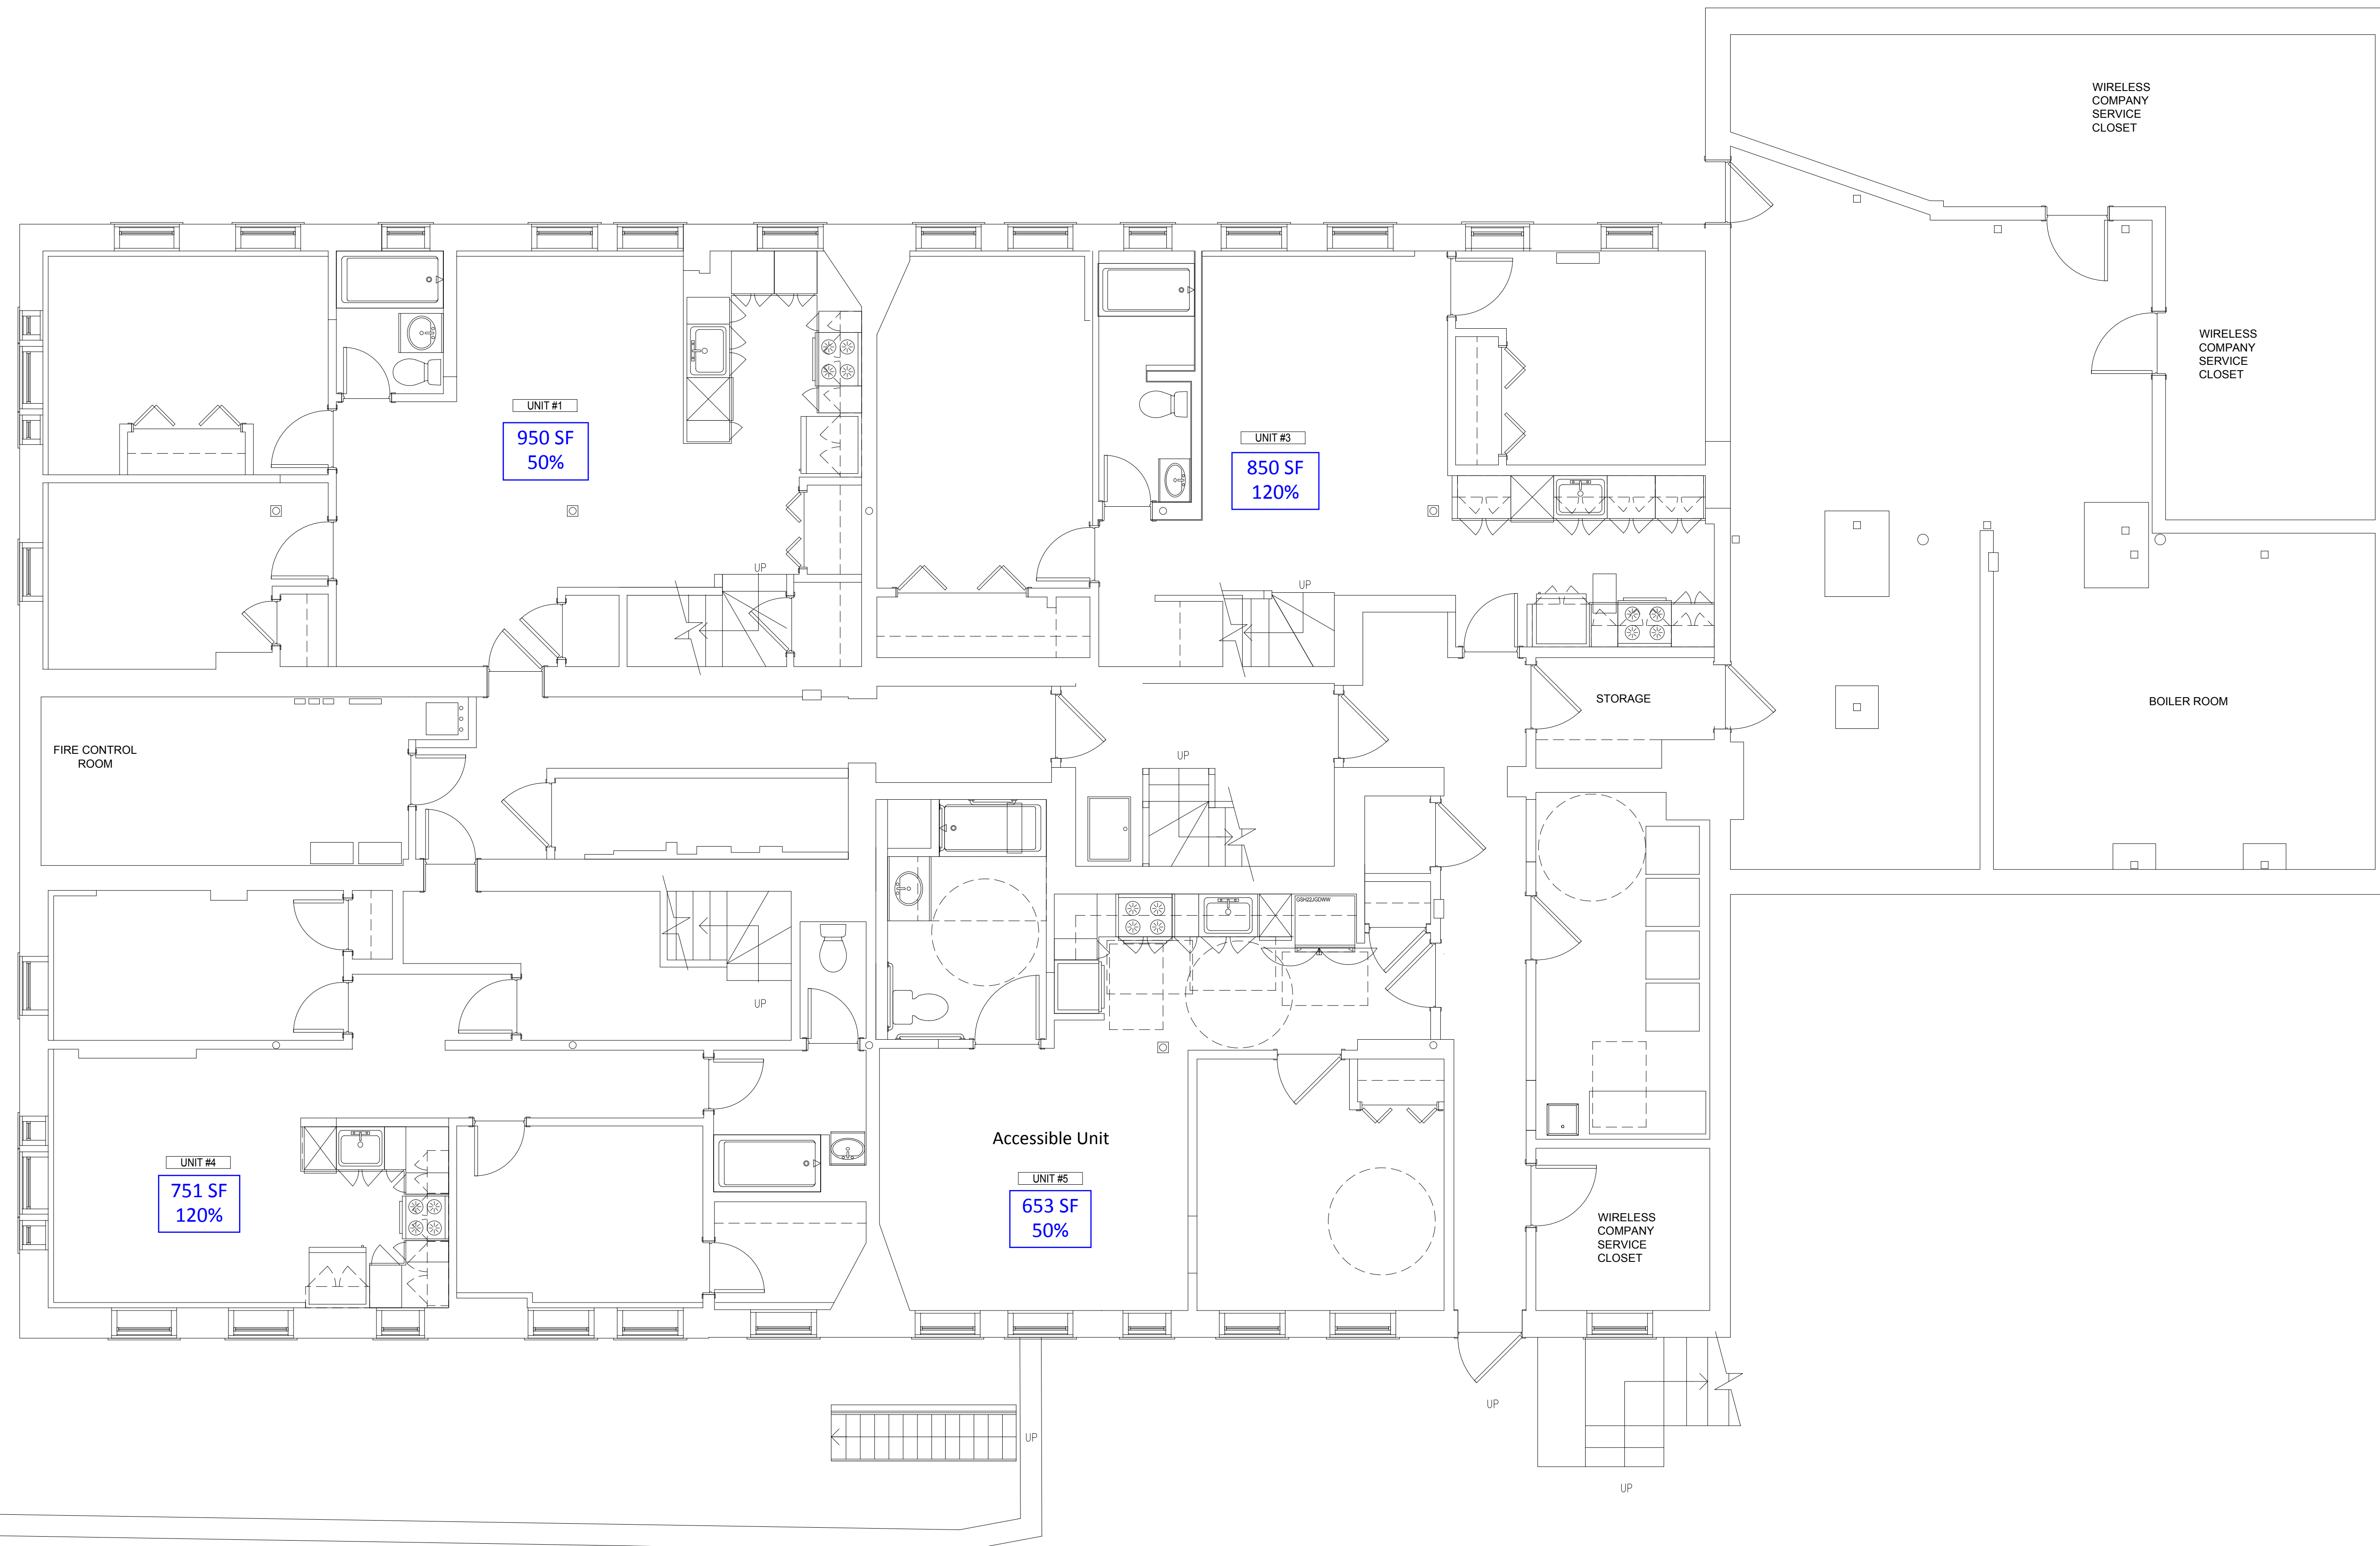 WIRELESS
COMPANY
SERVICE
CLOSET
WIRELESS
COMPANY
SERVICE
CLOSET
UNIT #1
950 SF
50%
UNIT #3
850 SF
120%
UP
UP
STORAGE
BOILER ROOM
FIRE CONTROL
ROOM
UP
GSH22JGDWW
UP
Accessible Unit
UNIT #4
751 SF
120%
UNIT #5
653 SF
50%
WIRELESS
COMPANY
SERVICE
CLOSET
UP
UP
UP